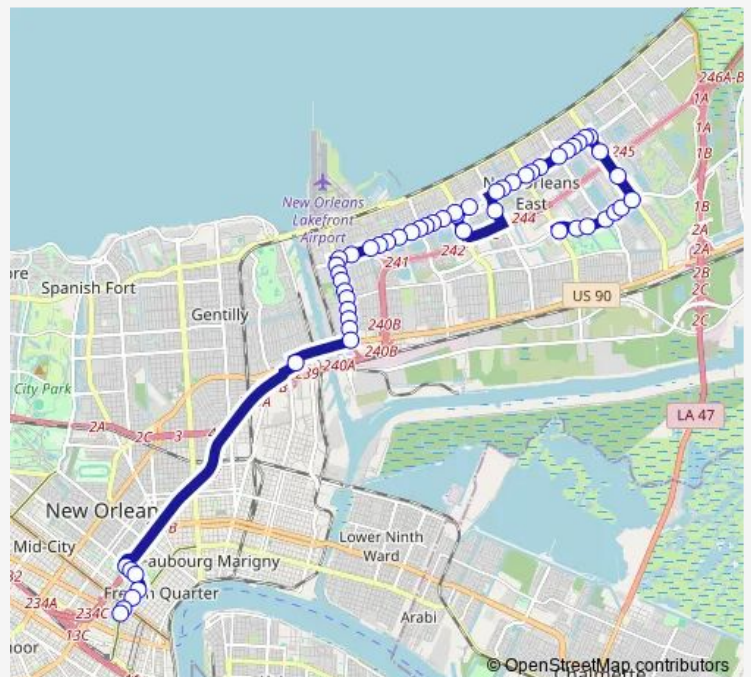 246A-B
1A
1A
1B
245
New Orleans
East
244
New Orleans
Lakefront
Airport
242
241
1B
2A
2A
2B
2C
2C
Spanish Fort
Gentilly
US 90
240B
240B
240A
239
City Park
LA 47
2A
2C
3
B
New Orlean
Mid-City
Lower Ninth
Ward
aubourg Marigny
French Quarter
234A
234C
13C
Arabi
© OpenStreetMap contributors